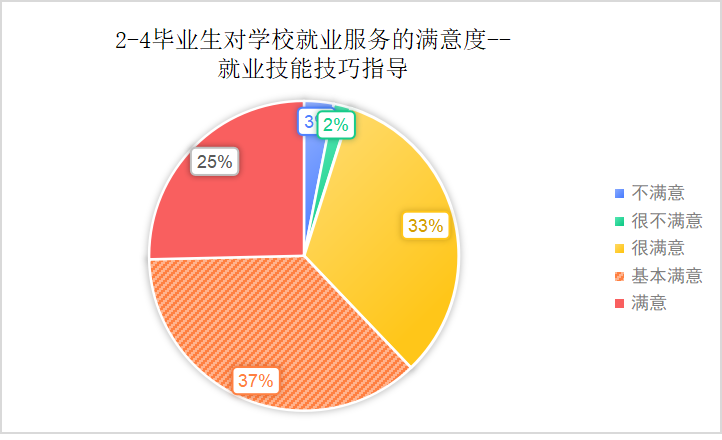 2-4毕业生对学校就业服务的满意度--
就业技能技巧指导
3%
2%
33%
37%
25%
不满意
很不满意
很满意
基本满意
满意